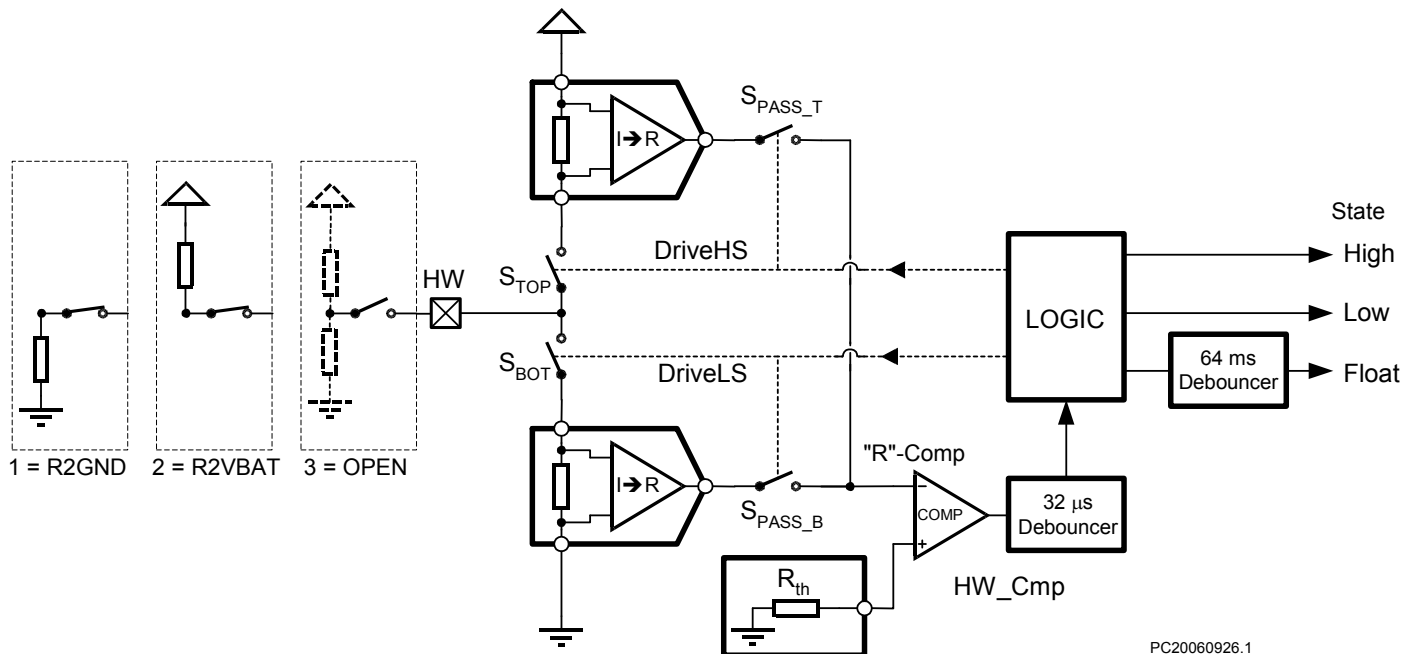 S_PASS_T
I➔R
State
DriveHS
High
HW
S_TOP
LOGIC
Low
S_BOT
DriveLS
64 ms
Debouncer
Float
1 = R2GND
2 = R2VBAT
3 = OPEN
"R"-Comp
I➔R
S_PASS_B
COMP
32 μs
Debouncer
R_th
HW_Cmp
PC20060926.1